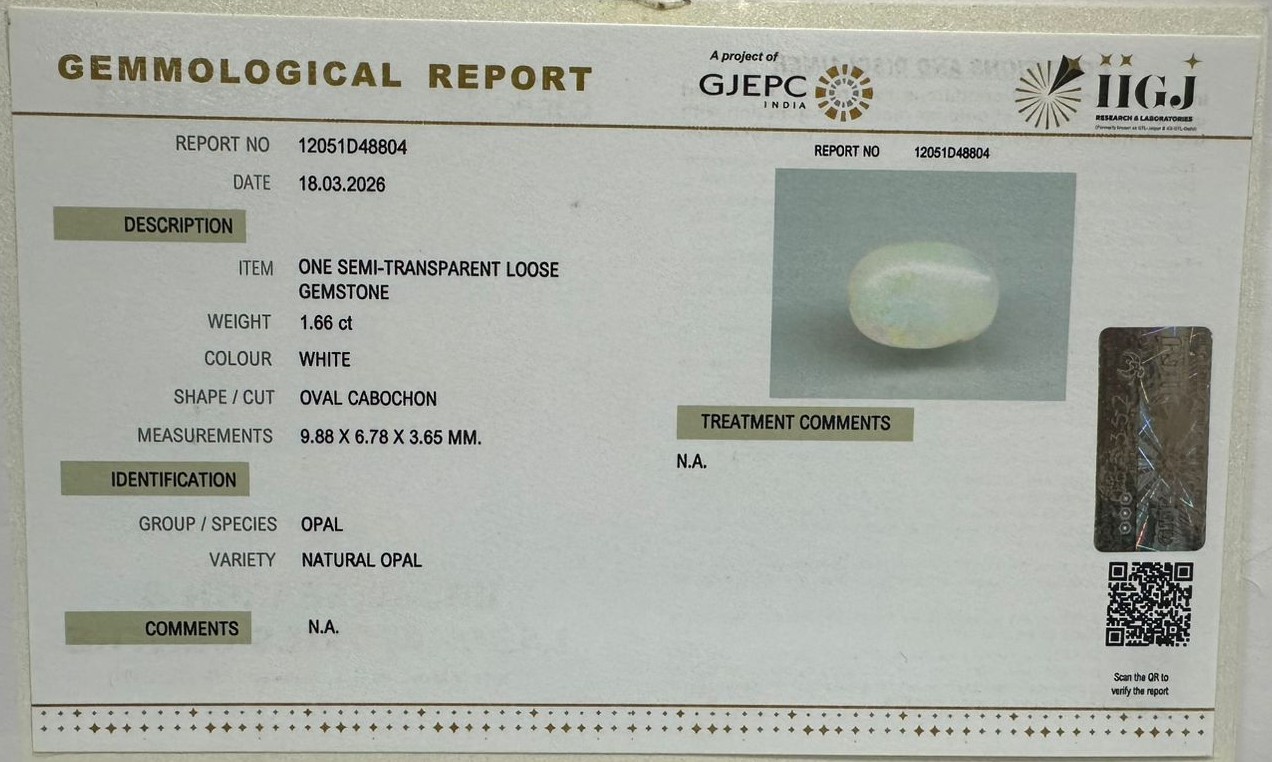 GEMMOLOGICAL REPORT
A project of
GJEPC
INDIA
IIGJ
RESEARCH & LABORATORIES
REPORT NO 12051D48804
DATE 18.03.2026
DESCRIPTION
ITEM ONE SEMI-TRANSPARENT LOOSE
GEMSTONE
WEIGHT 1.66 ct
COLOUR WHITE
SHAPE / CUT OVAL CABOCHON
MEASUREMENTS 9.88 X 6.78 X 3.65 MM.
IDENTIFICATION
GROUP / SPECIES OPAL
VARIETY NATURAL OPAL
COMMENTS N.A.
REPORT NO 12051D48804
TREATMENT COMMENTS
N.A.
Scan the QR to
verify the report